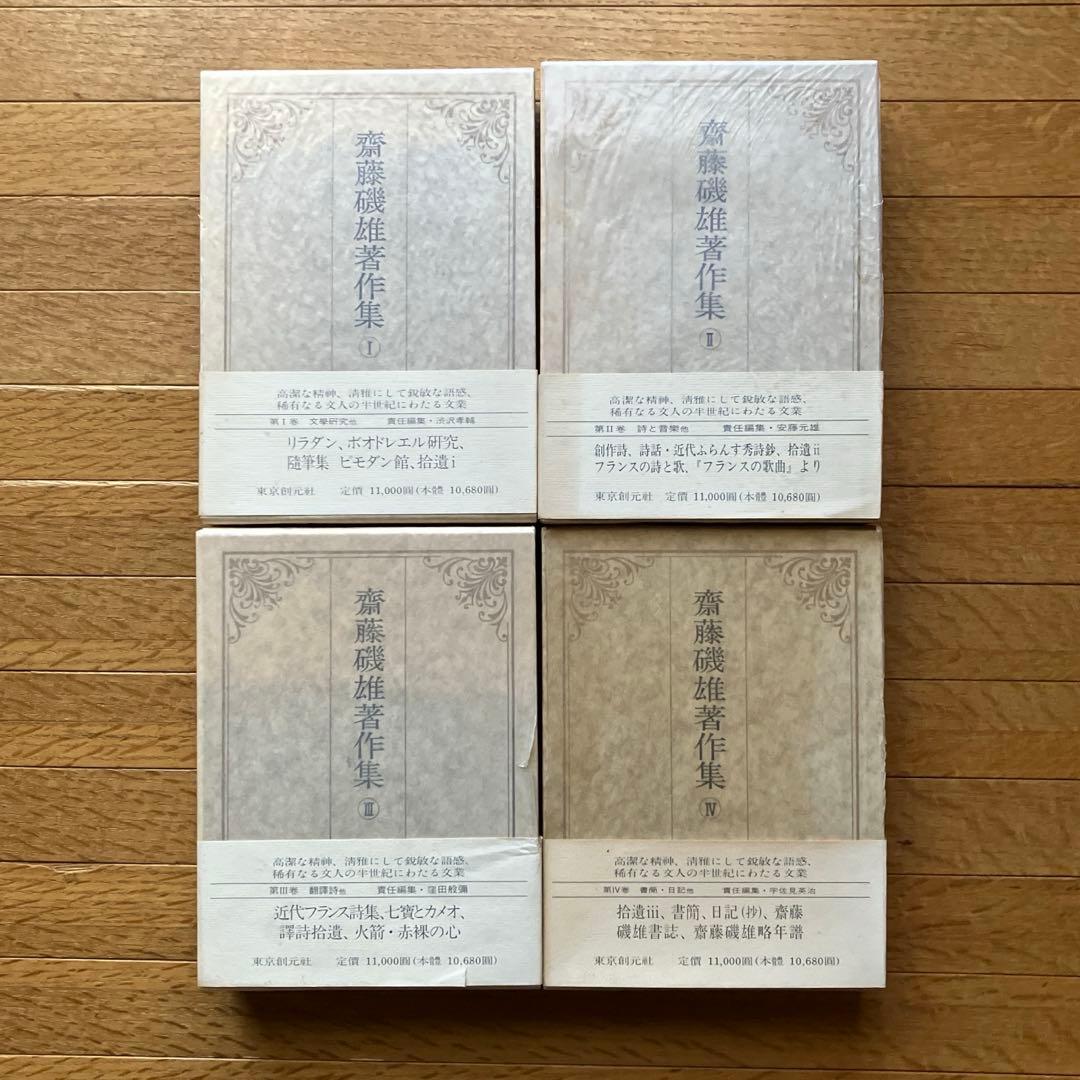 齋藤磯雄著作集Ⅰ
高潔な精神、清雅にして鋭敏な語感、
稀有なる文人の半世紀にわたる文業
第Ⅰ巻 文學研究他 責任編集・渋沢孝輔
リラダン、ボオドレエル研究、
隨筆集 ピモダン館、拾遺ⅰ
東京創元社 定價 11,000圓(本體 10,680圓)
齋藤磯雄著作集Ⅱ
高潔な精神、清雅にして鋭敏な語感、
稀有なる文人の半世紀にわたる文業
第Ⅱ巻 詩と音樂他 責任編集・安藤元雄
創作詩、詩話・近代ふらんす秀詩鈔、拾遺ⅱ
フランスの詩と歌、『フランスの歌曲』より
東京創元社 定價 11,000圓(本體 10,680圓)
齋藤磯雄著作集Ⅲ
高潔な精神、清雅にして鋭敏な語感、
稀有なる文人の半世紀にわたる文業
第Ⅲ巻 翻譯詩他 責任編集・窪田般彌
近代フランス詩集、七寶とカメオ、
譯詩拾遺、火箭・赤裸の心
東京創元社 定價 11,000圓(本體 10,680圓)
齋藤磯雄著作集Ⅳ
高潔な精神、清雅にして鋭敏な語感、
稀有なる文人の半世紀にわたる文業
第Ⅳ巻 書簡・日記他 責任編集・宇佐見英治
拾遺ⅲ、書簡、日記(抄)、齋藤
磯雄書誌、齋藤磯雄略年譜
東京創元社 定價 11,000圓(本體 10,680圓)